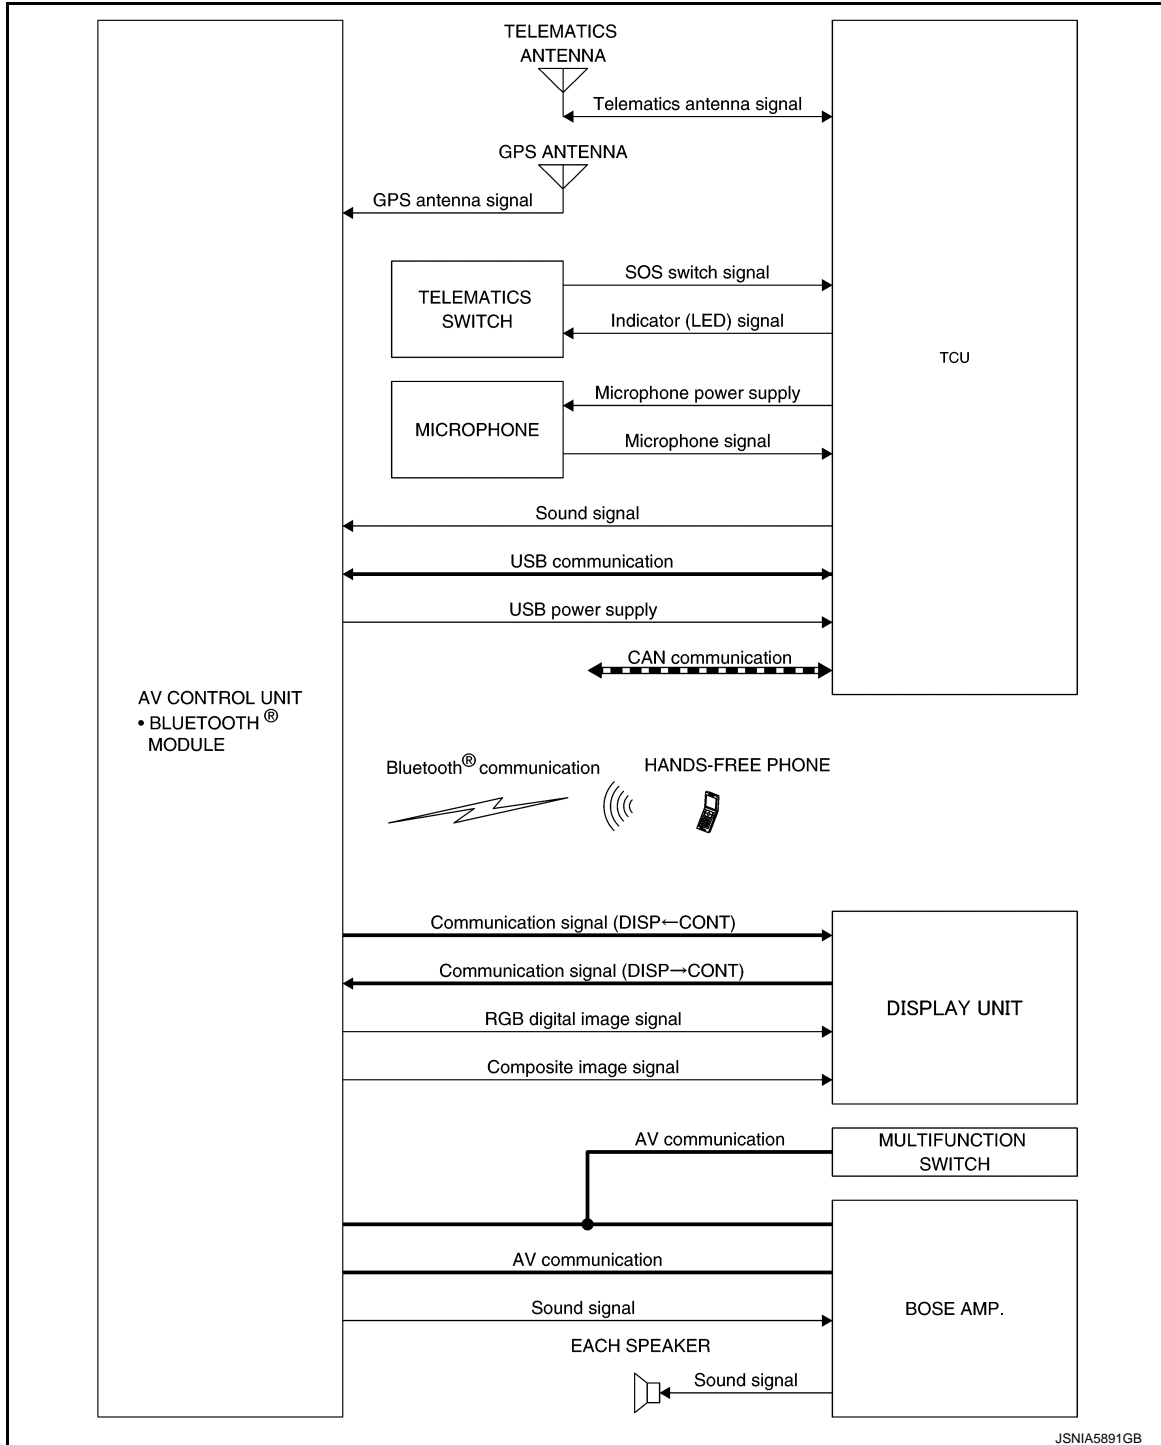 TELEMATICS
ANTENNA
Telematics antenna signal
GPS ANTENNA
GPS antenna signal
TELEMATICS
SWITCH
SOS switch signal
Indicator (LED) signal
TCU
MICROPHONE
Microphone power supply
Microphone signal
Sound signal
USB communication
USB power supply
CAN communication
AV CONTROL UNIT
• BLUETOOTH ®
MODULE
Bluetooth® communication
HANDS-FREE PHONE
Communication signal (DISP←CONT)
Communication signal (DISP→CONT)
RGB digital image signal
Composite image signal
DISPLAY UNIT
AV communication
MULTIFUNCTION
SWITCH
AV communication
Sound signal
BOSE AMP.
EACH SPEAKER
Sound signal
JSNIA5891GB